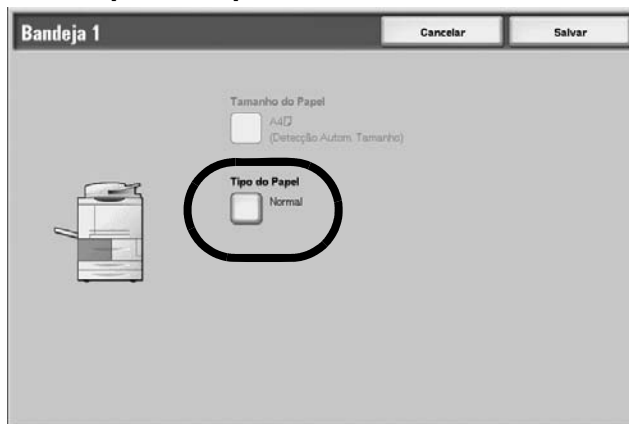 Bandeja 1
Cancelar
Salvar
Tamanho do Papel
A4
(Detecção Autom. Tamanho)
Tipo do Papel
Normal